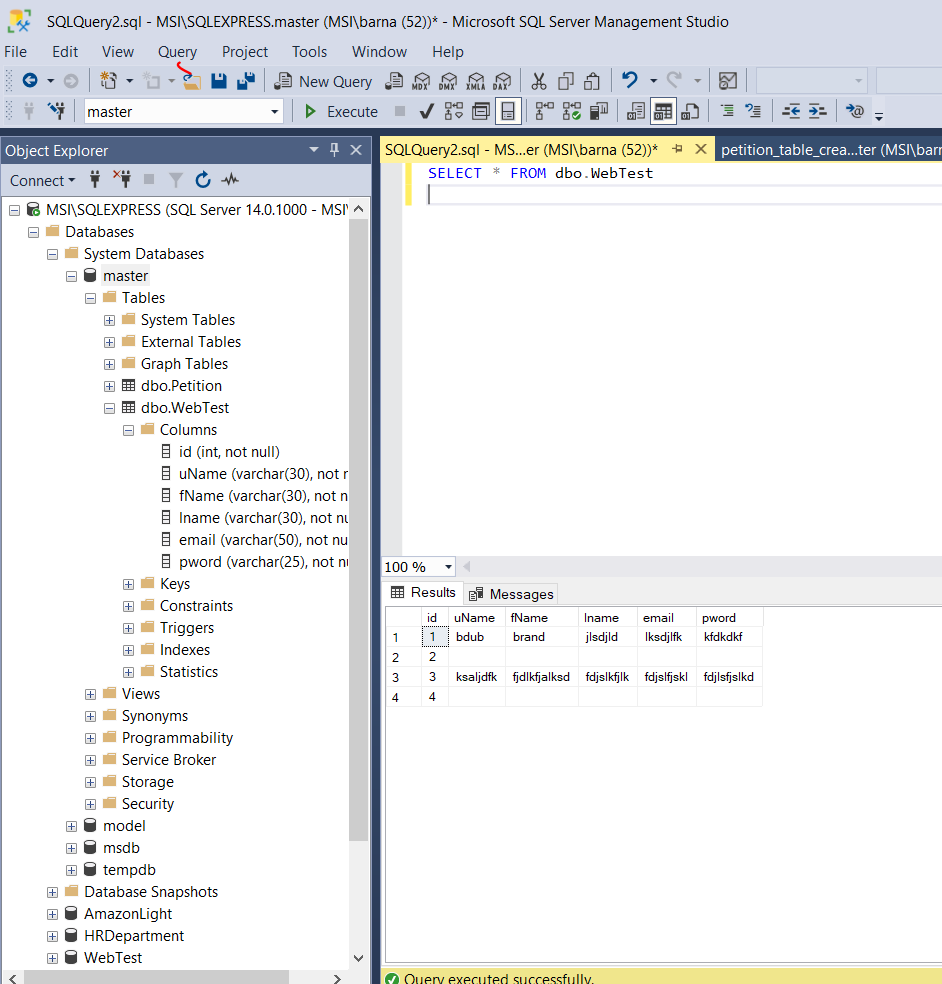 SQLQuery2.sql - MSI\SQLEXPRESS.master (MSI\barna (52))* - Microsoft SQL Server Management Studio
File Edit View Query Project Tools Window Help
New Query MDX DMX XMLA DAX
master Execute
Object Explorer
Connect
MSI\SQLEXPRESS (SQL Server 14.0.1000 - MSI\
Databases
System Databases
master
Tables
System Tables
External Tables
Graph Tables
dbo.Petition
dbo.WebTest
Columns
id (int, not null)
uName (varchar(30), not n
fName (varchar(30), not n
lname (varchar(30), not nu
email (varchar(50), not nu
pword (varchar(25), not nu
Keys
Constraints
Triggers
Indexes
Statistics
Views
Synonyms
Programmability
Service Broker
Storage
Security
model
msdb
tempdb
Database Snapshots
AmazonLight
HRDepartment
WebTest
SQLQuery2.sql - MS...er (MSI\barna (52))* petition_table_crea...ter (MSI\barn
SELECT * FROM dbo.WebTest
100 %
Results Messages
id uName fName lname email pword
1 1 bdub brand jlsdjld lksdjlfk kfdkdkf
2 2
3 3 ksaljdfk fjdlkfjalksd fdjslkfjlk fdjslfjskl fdjlsfjslkd
4 4
Query executed successfully.